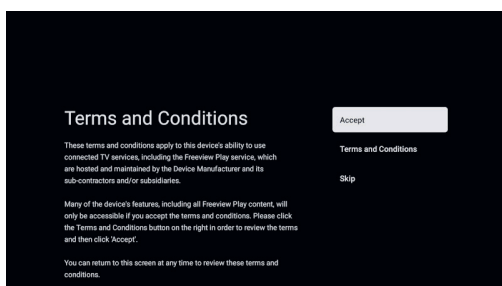 Terms and Conditions
These terms and conditions apply to this device's ability to use
connected TV services, including the Freeview Play service, which
are hosted and maintained by the Device Manufacturer and its
sub-contractors and/or subsidiaries.
Many of the device's features, including all Freeview Play content, will
only be accessible if you accept the terms and conditions. Please click
the Terms and Conditions button on the right in order to review the terms
and then click 'Accept'.
You can return to this screen at any time to review these terms and
conditions.
Accept
Terms and Conditions
Skip